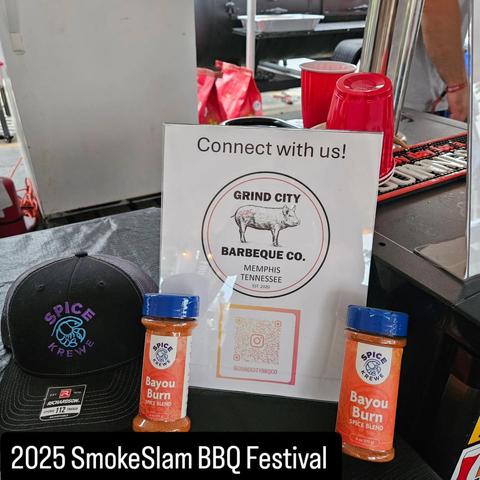 Connect with us!
GRIND CITY
BARBEQUE CO.
MEMPHIS
TENNESSEE
EST 2020
SPICE
KREWE
RICHARDSON
112
SPICE
KREWE
Bayou
Burn
SPICE BLEND
SPICE
KREWE
Bayou
Burn
SPICE BLEND
2025 SmokeSlam BBQ Festival